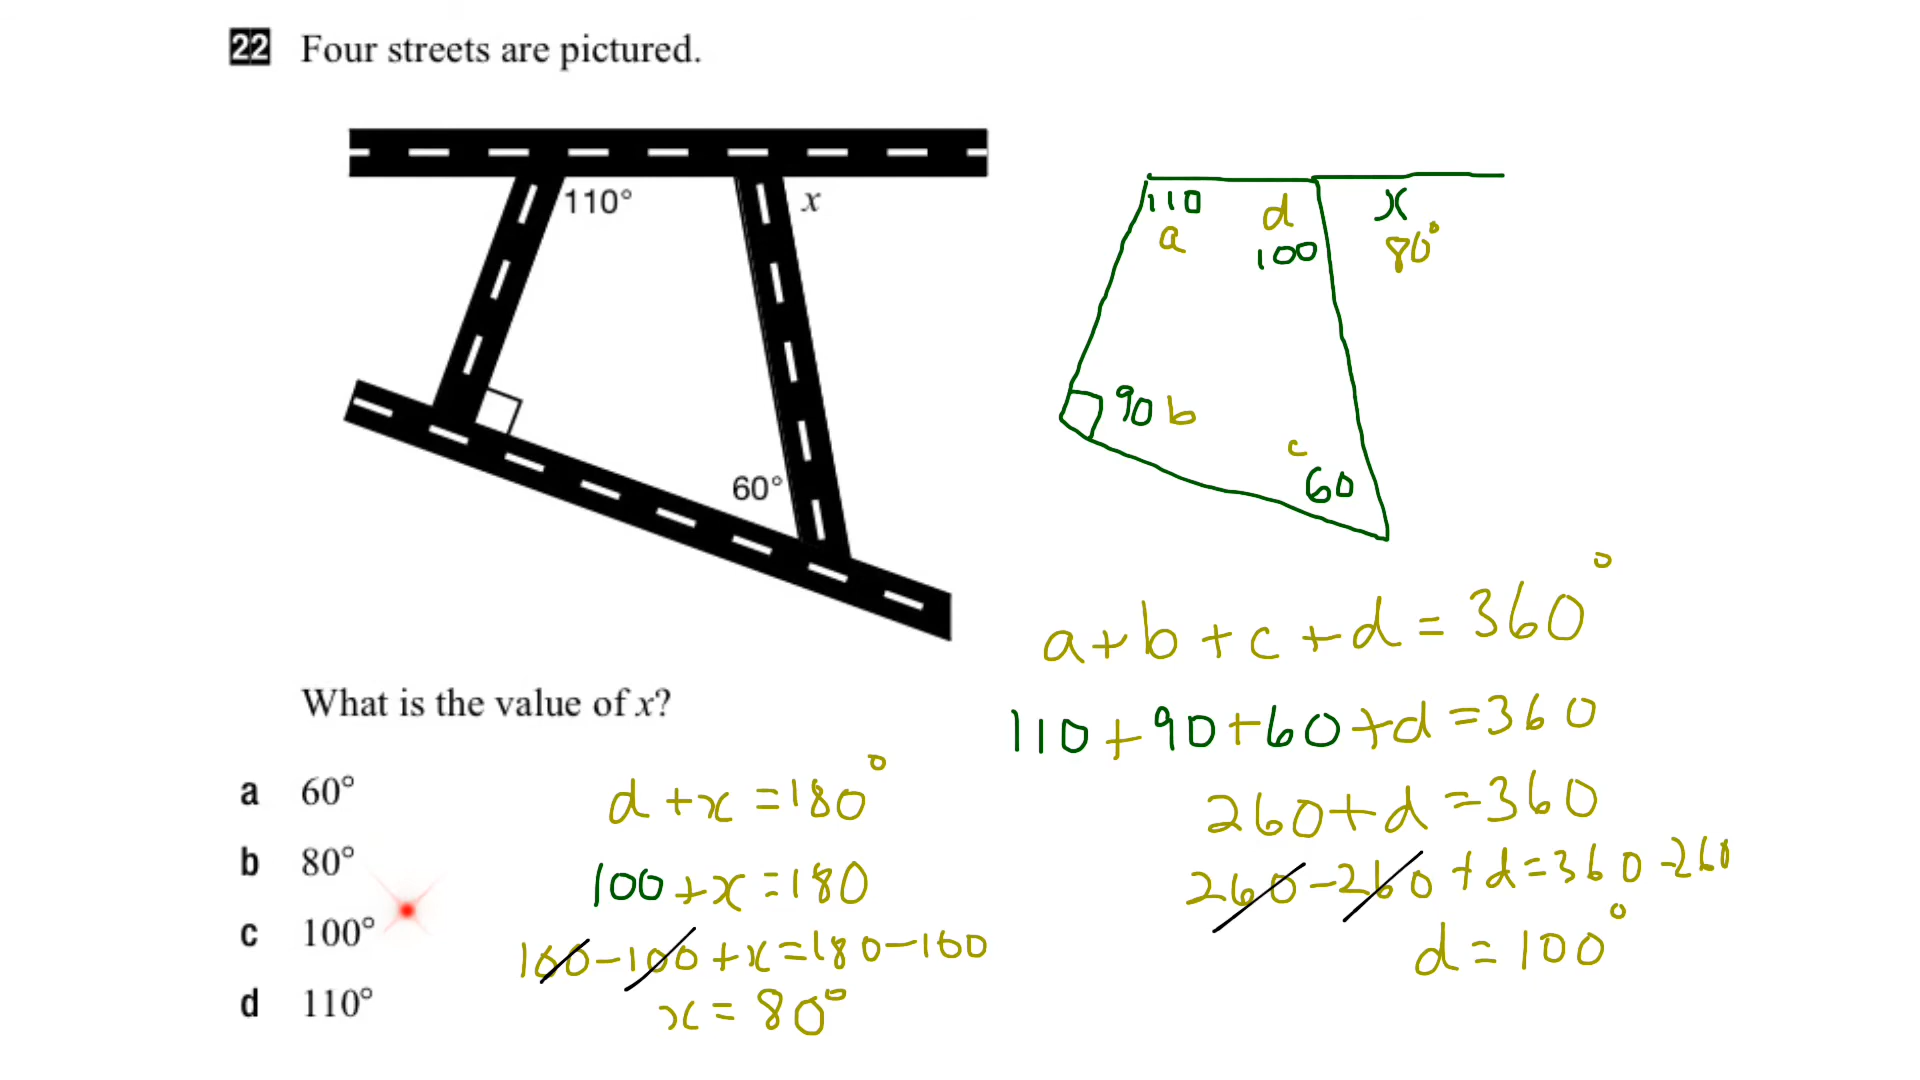 22 Four streets are pictured.
110°
x
60°
110
a
d
100
x
80°
90 b
c
60
a+b+c+d=360°
110+90+60+d=360
260+d=360
260-260+d=360-260
d=100°
What is the value of x?
a 60°
b 80°
c 100°
d 110°
d+x=180°
100+x=180
100-100+x=180-100
x=80°